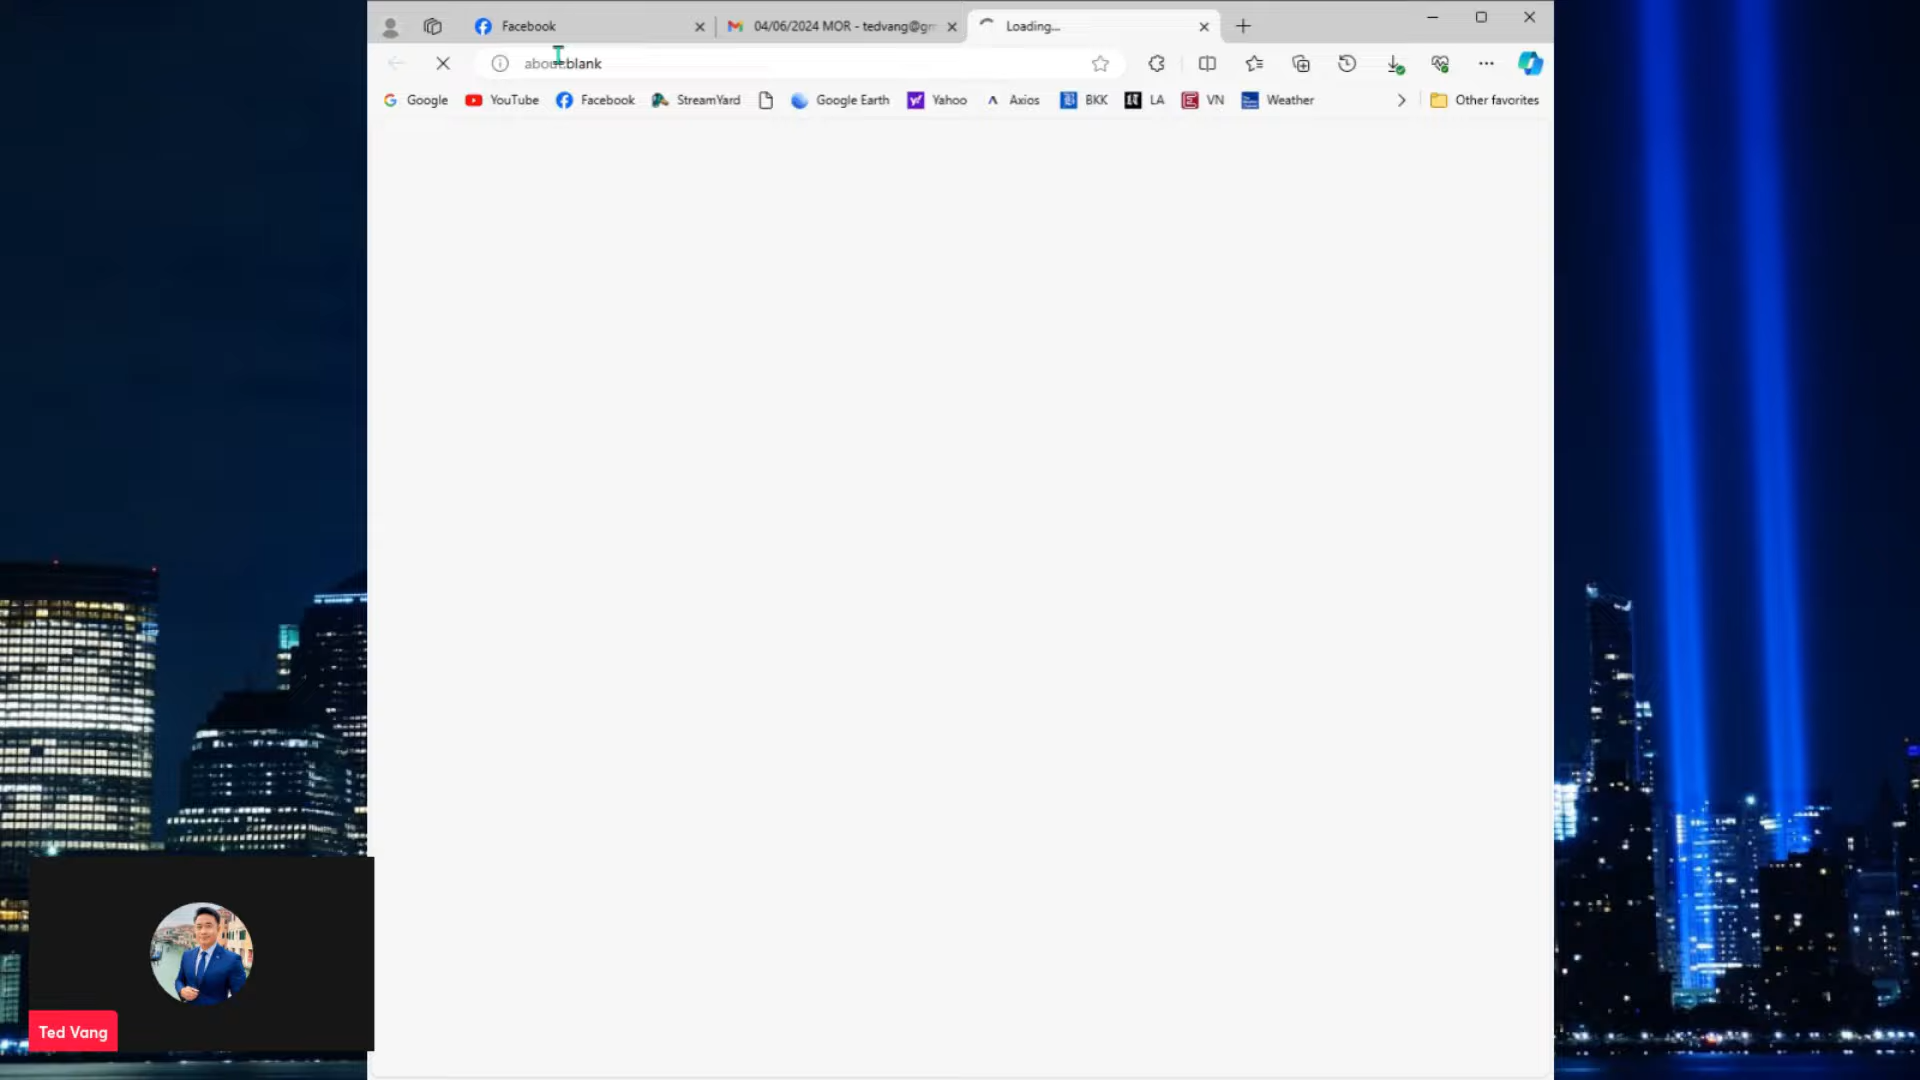 Facebook
04/06/2024 MOR - tedvang@gm
Loading...
about:blank
Google
YouTube
Facebook
StreamYard
Google Earth
Yahoo
Axios
BKK
LA
VN
Weather
Other favorites
Ted Vang